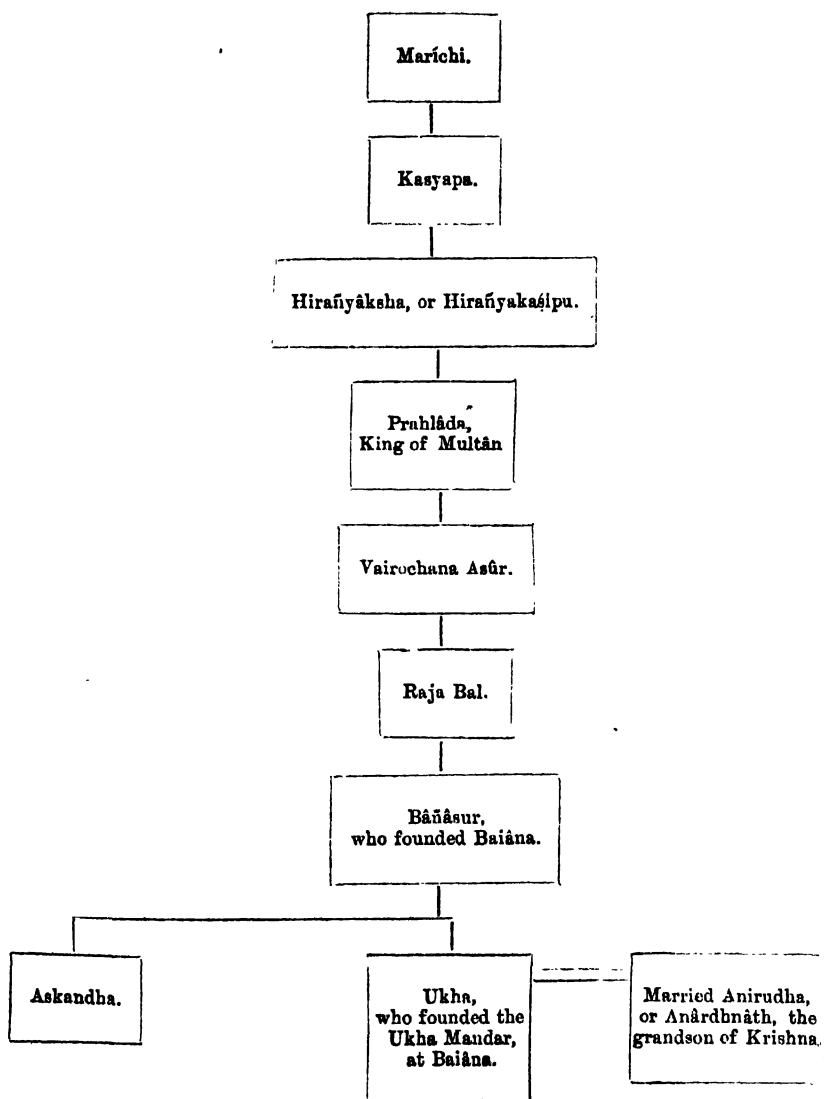 Maríchi.
Kasyapa.
Hirañyâksha, or Hirañyakaśipu.
Prahlâda,
King of Multân
Vairochana Asûr.
Raja Bal.
Bâñâsur,
who founded Baiâna.
Askandha.
Ukha,
who founded the
Ukha Mandar,
at Baiâna.
Married Anirudha,
or Anârdhnâth, the
grandson of Krishna.